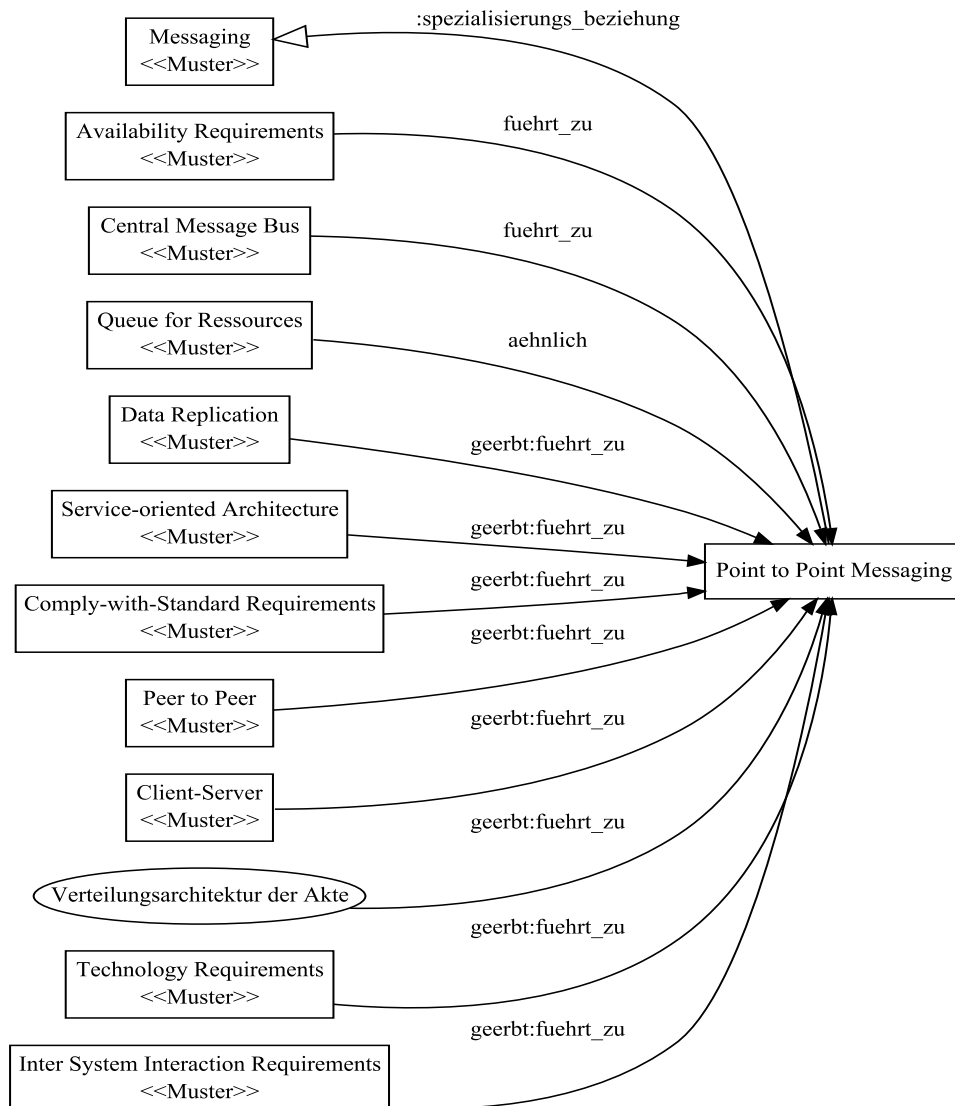 :spezialisierungs_beziehung
Messaging
<<Muster>>
Availability Requirements
<<Muster>>
fuehrt_zu
Central Message Bus
<<Muster>>
fuehrt_zu
Queue for Ressources
<<Muster>>
aehnlich
Data Replication
<<Muster>>
geerbt:fuehrt_zu
Service-oriented Architecture
<<Muster>>
geerbt:fuehrt_zu
Point to Point Messaging
geerbt:fuehrt_zu
Comply-with-Standard Requirements
<<Muster>>
geerbt:fuehrt_zu
Peer to Peer
<<Muster>>
geerbt:fuehrt_zu
Client-Server
<<Muster>>
geerbt:fuehrt_zu
Verteilungsarchitektur der Akte
geerbt:fuehrt_zu
Technology Requirements
<<Muster>>
geerbt:fuehrt_zu
Inter System Interaction Requirements
<<Muster>>